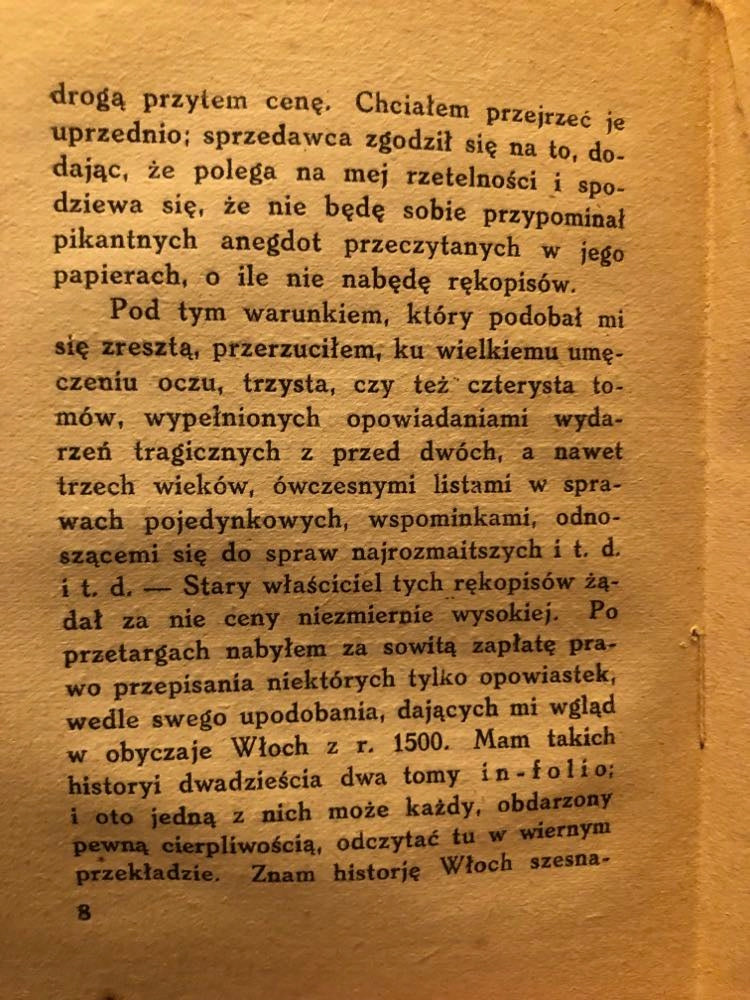 drogą przytem cenę. Chciałem przejrzeć je
uprzednio; sprzedawca zgodził się na to, do-
dając, że polega na mej rzetelności i spo-
dziewa się, że nie będę sobie przypominał
pikantnych anegdot przeczytanych w jego
papierach, o ile nie nabędę rękopisów.
Pod tym warunkiem, który podobał mi
się zresztą, przerzuciłem, ku wielkiemu umę-
czeniu oczu, trzysta, czy też czterysta to-
mów, wypełnionych opowiadaniami wyda-
rzeń tragicznych z przed dwóch, a nawet
trzech wieków, ówczesnymi listami w spra-
wach pojedynkowych, wspominkami, odno-
szącemi się do spraw najrozmaitszych i t. d.
i t. d. — Stary właściciel tych rękopisów żą-
dał za nie ceny niezmiernie wysokiej. Po
przetargach nabyłem za sowitą zapłatę pra-
wo przepisania niektórych tylko opowiastek,
wedle swego upodobania, dających mi wgląd
w obyczaje Włoch z r. 1500. Mam takich
historyi dwadzieścia dwa tomy in-folio;
i oto jedną z nich może każdy, obdarzony
pewną cierpliwością, odczytać tu w wiernym
przekładzie. Znam historję Włoch szesna-
8